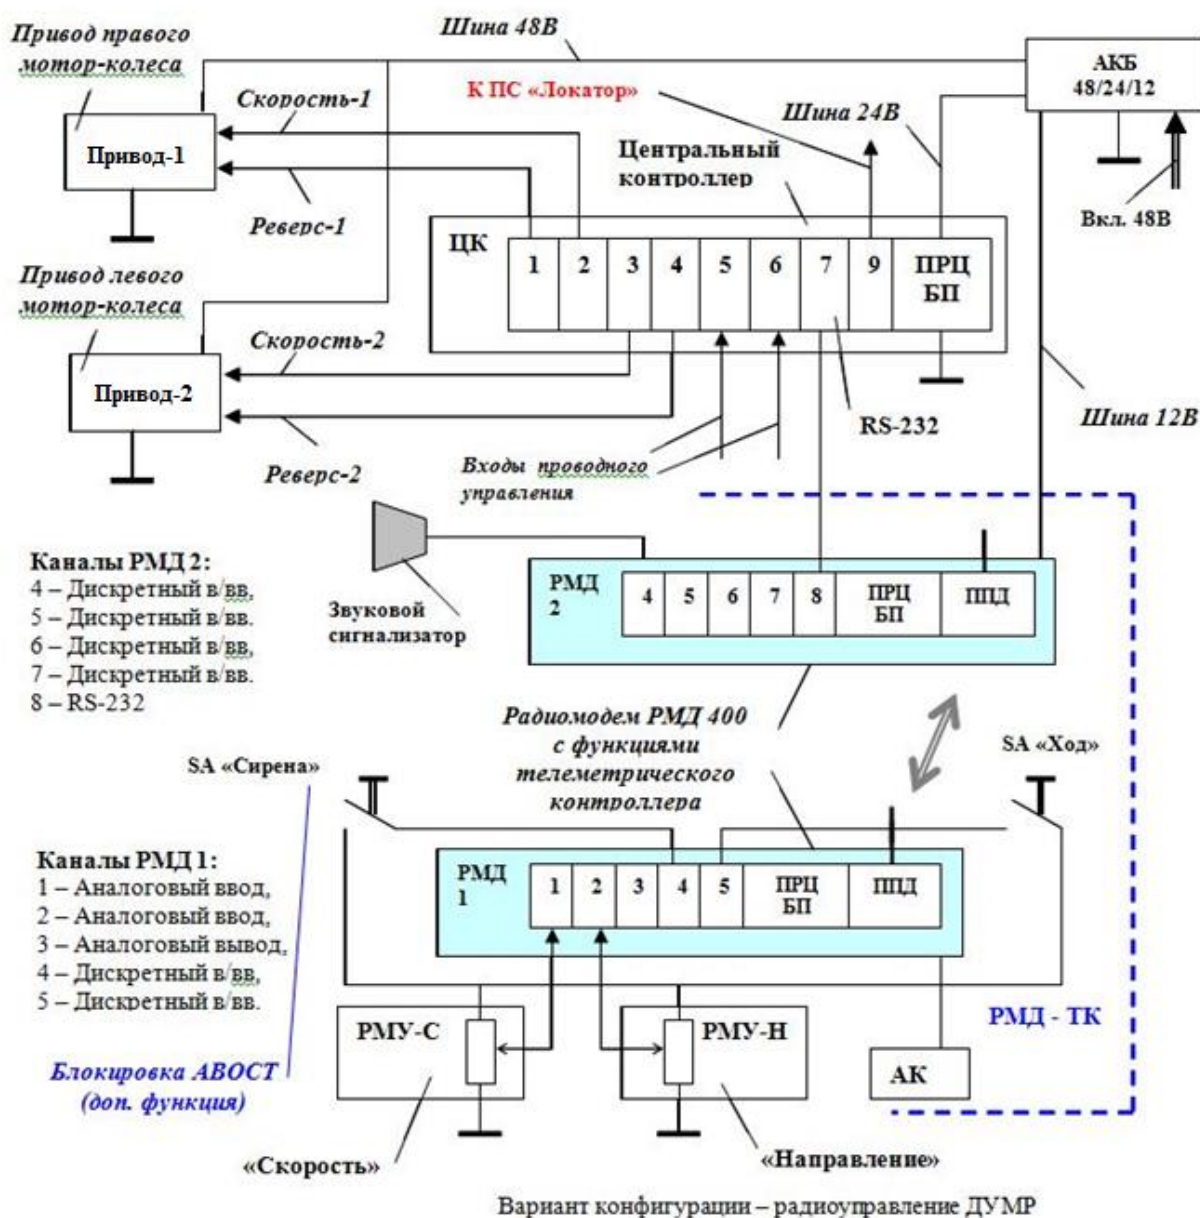 Привод правого
мотор-колеса
Шина 48В
АКБ
48/24/12
К ПС «Локатор»
Скорость-1
Шина 24В
Привод-1
Центральный
контроллер
Реверс-1
Вкл. 48В
ЦК
1 2 3 4 5 6 7 9 ПРЦ
БП
Привод левого
мотор-колеса
Скорость-2
Привод-2
Шина 12В
RS-232
Реверс-2
Входы проводного
управления
Каналы РМД 2:
4 – Дискретный в/вв,
5 – Дискретный в/вв.
6 – Дискретный в/вв,
7 – Дискретный в/вв.
8 – RS-232
Звуковой
сигнализатор
РМД
2
4 5 6 7 8 ПРЦ
БП
ППД
Радиомодем РМД 400
с функциями
телеметрического
контроллера
SA «Сирена»
SA «Ход»
Каналы РМД 1:
1 – Аналоговый ввод,
2 – Аналоговый ввод,
3 – Аналоговый вывод,
4 – Дискретный в/вв,
5 – Дискретный в/вв.
РМД
1
1 2 3 4 5 ПРЦ
БП
ППД
Блокировка АВОСТ
(доп. функция)
РМУ-С
РМУ-Н
АК
РМД - ТК
«Скорость»
«Направление»
Вариант конфигурации – радиоуправление ДУМР